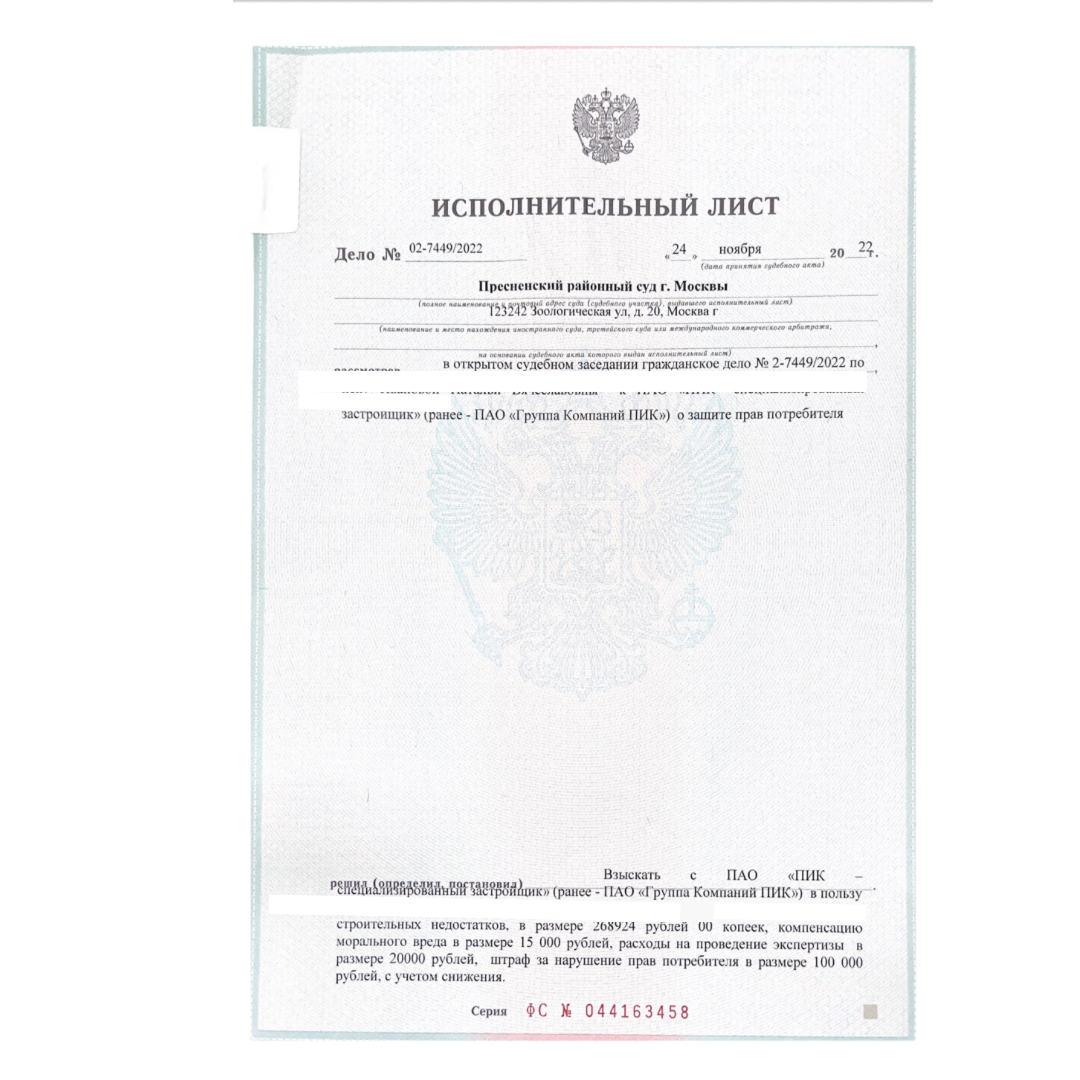 ИСПОЛНИТЕЛЬНЫЙ ЛИСТ
Дело № 02-7449/2022 „ 24 „ ноября 20 22 г.
(дата принятия судебного акта)
Пресненский районный суд г. Москвы
(полное наименование и почтовый адрес суда (судебного участка), выдавшего исполнительный лист)
123242 Зоологическая ул, д. 20, Москва г
(наименование и место нахождения иностранного суда, третейского суда или международного коммерческого арбитража,
,
на основании судебного акта которого выдан исполнительный лист)
в открытом судебном заседании гражданское дело № 2-7449/2022 по ,
застройщик» (ранее - ПАО «Группа Компаний ПИК») о защите прав потребителя
Взыскать с ПАО «ПИК –
решил (определил, постановил)
специализированный застройщик» (ранее - ПАО «Группа Компаний ПИК») в пользу
строительных недостатков, в размере 268924 рублей 00 копеек, компенсацию
морального вреда в размере 15 000 рублей, расходы на проведение экспертизы в
размере 20000 рублей, штраф за нарушение прав потребителя в размере 100 000
рублей, с учетом снижения.
Серия ФС № 044163458